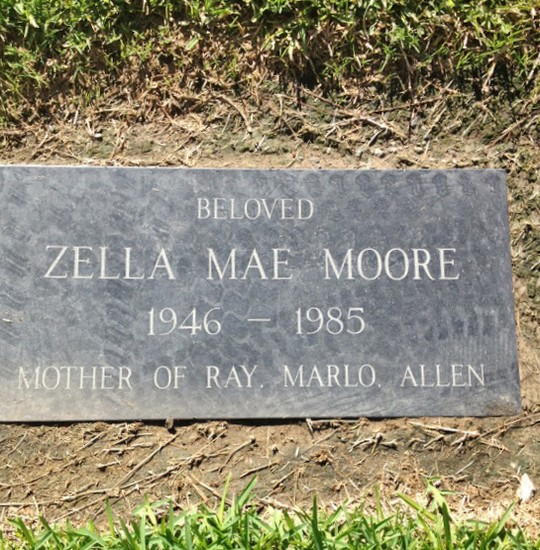 BELOVED
ZELLA MAE MOORE
1946 – 1985
MOTHER OF RAY, MARLO, ALLEN